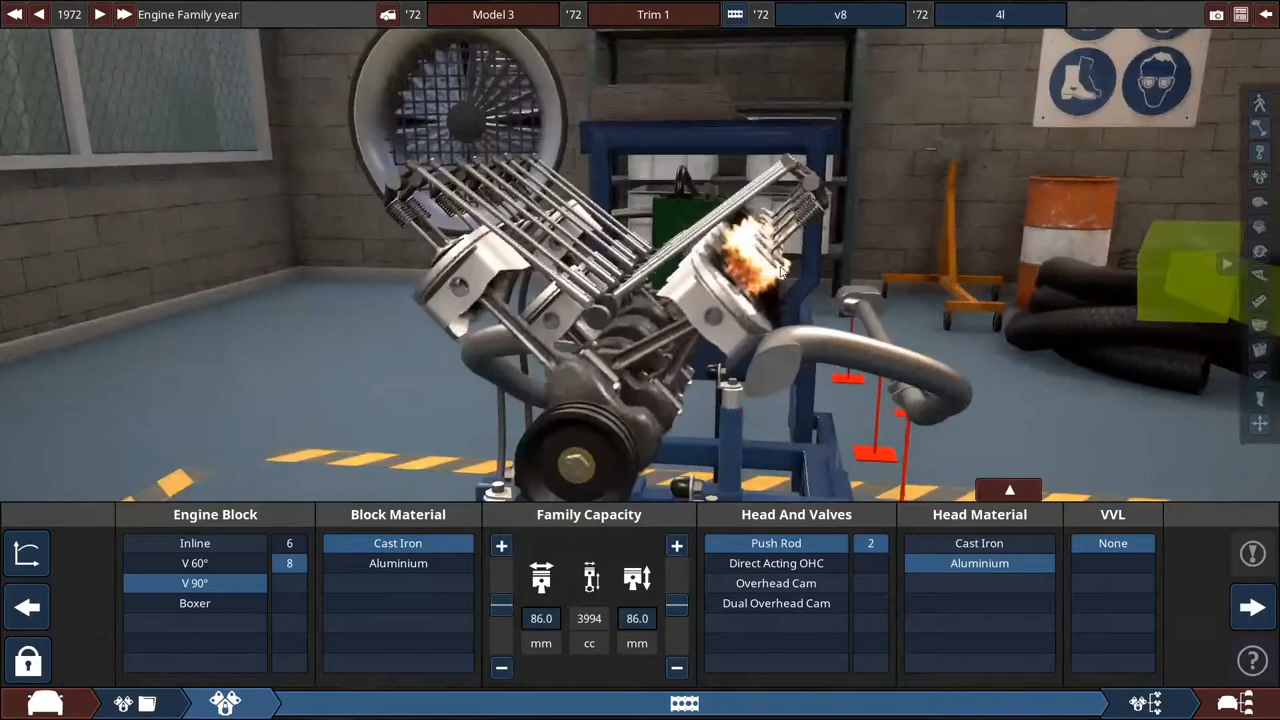 1972 Engine Family year '72 Model 3 '72 Trim 1 '72 v8 '72 4l
Engine Block Block Material Family Capacity Head And Valves Head Material VVL
Inline 6 Cast Iron + + Push Rod 2 Cast Iron None
V 60° 8 Aluminium Direct Acting OHC Aluminium
V 90° Overhead Cam
Boxer Dual Overhead Cam
86.0 3994 86.0
mm cc mm
- -
?